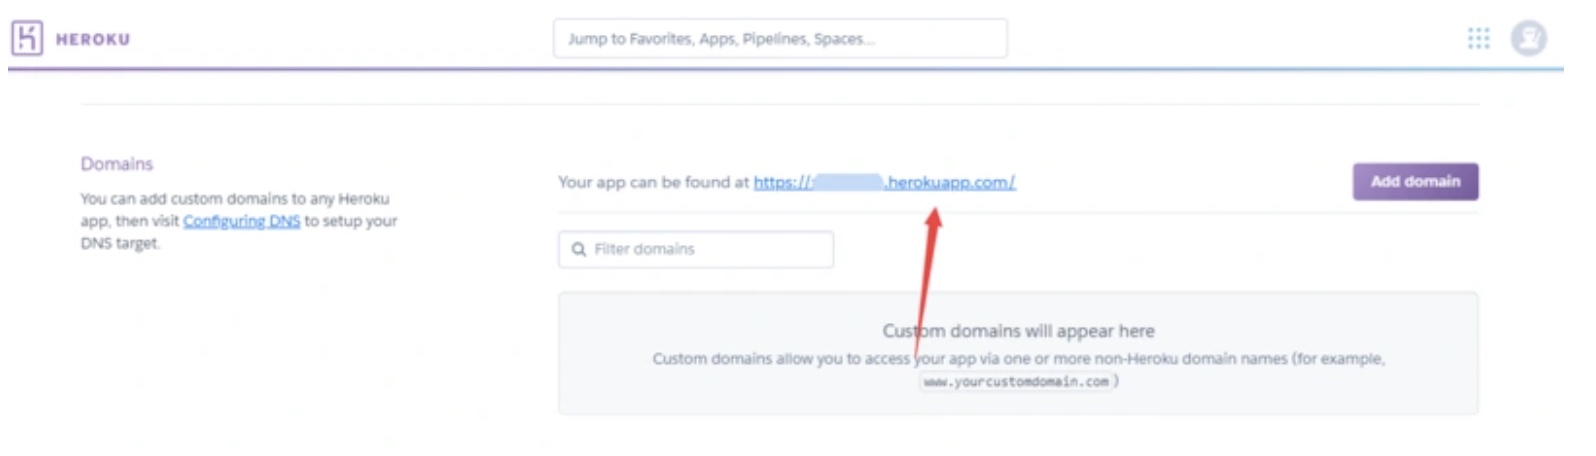 HEROKU
Jump to Favorites, Apps, Pipelines, Spaces...
Domains
You can add custom domains to any Heroku
app, then visit Configuring DNS to setup your
DNS target.
Your app can be found at https://.herokuapp.com/
Add domain
Filter domains
Custom domains will appear here
Custom domains allow you to access your app via one or more non-Heroku domain names (for example,
www.yourcustomdomain.com)